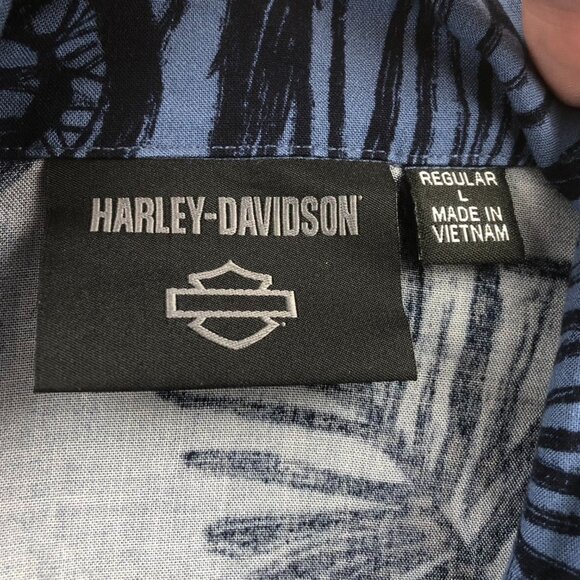 HARLEY-DAVIDSON
REGULAR
L
MADE IN
VIETNAM